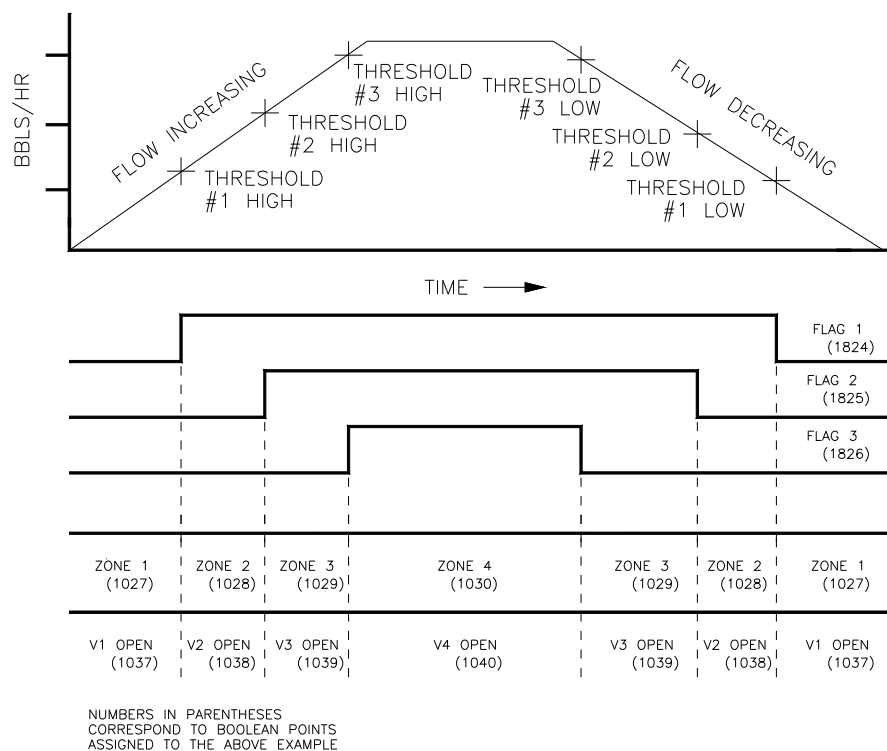 BBLS/HR
FLOW INCREASING
THRESHOLD
#3 HIGH
THRESHOLD
#2 HIGH
THRESHOLD
#1 HIGH
THRESHOLD
#3 LOW
THRESHOLD
#2 LOW
THRESHOLD
#1 LOW
FLOW DECREASING
TIME
FLAG 1
(1824)
FLAG 2
(1825)
FLAG 3
(1826)
ZONE 1
(1027)
ZONE 2
(1028)
ZONE 3
(1029)
ZONE 4
(1030)
ZONE 3
(1029)
ZONE 2
(1028)
ZONE 1
(1027)
V1 OPEN
(1037)
V2 OPEN
(1038)
V3 OPEN
(1039)
V4 OPEN
(1040)
V3 OPEN
(1039)
V2 OPEN
(1038)
V1 OPEN
(1037)
NUMBERS IN PARENTHESES
CORRESPOND TO BOOLEAN POINTS
ASSIGNED TO THE ABOVE EXAMPLE